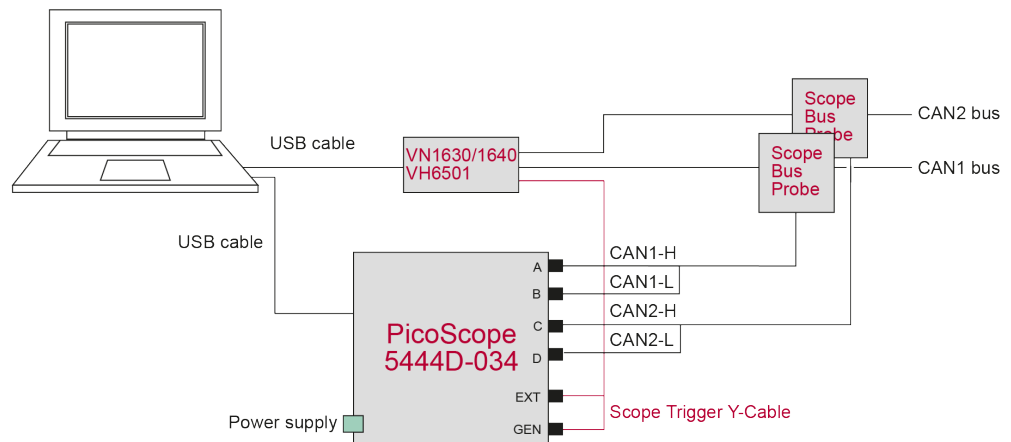 Scope
Bus
Probe
CAN2 bus
USB cable
VN1630/1640
VH6501
Scope
Bus
Probe
CAN1 bus
USB cable
CAN1-H
A
CAN1-L
B
CAN2-H
C
PicoScope
5444D-034
CAN2-L
D
EXT
Scope Trigger Y-Cable
Power supply
GEN